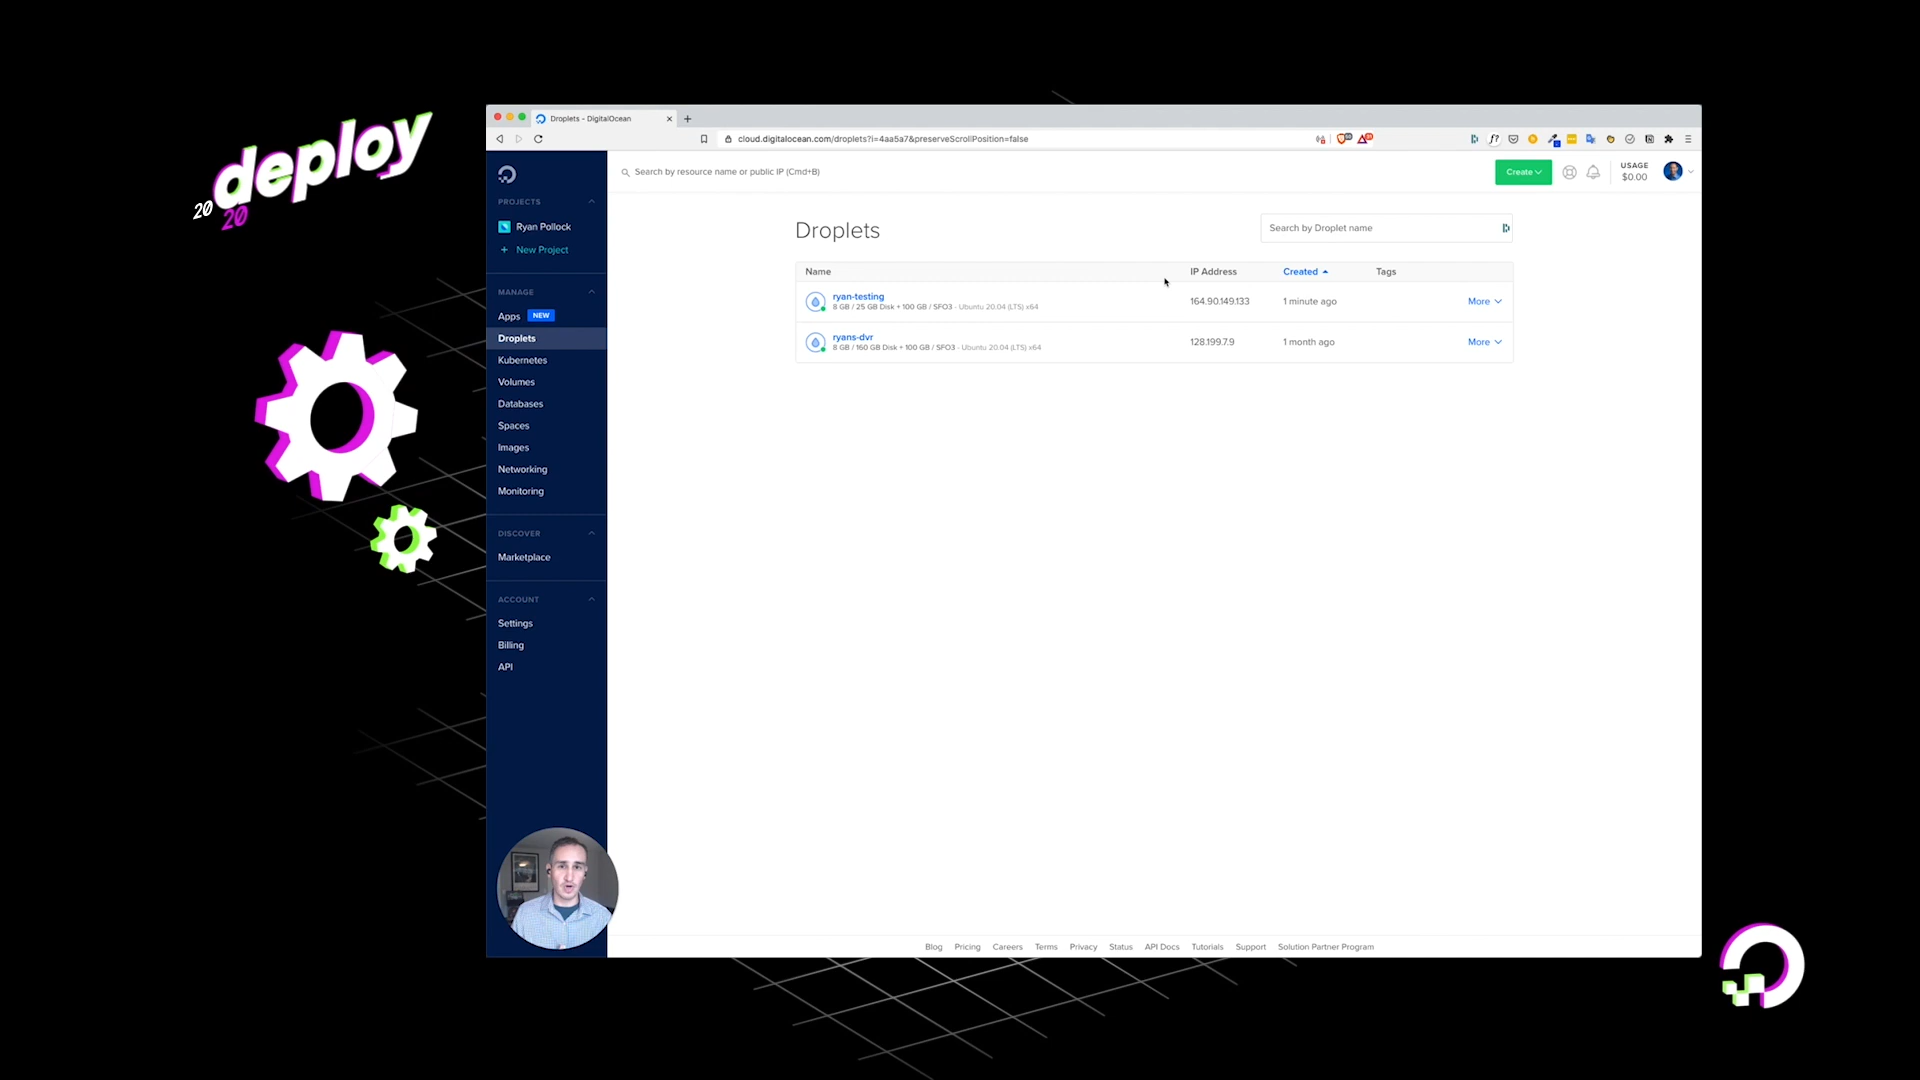 deploy
20
20
Droplets - DigitalOcean
cloud.digitalocean.com/droplets?i=4aa5a7&preserveScrollPosition=false
Search by resource name or public IP (Cmd+B)
Create
USAGE
$0.00
PROJECTS
Ryan Pollock
+ New Project
MANAGE
Apps NEW
Droplets
Kubernetes
Volumes
Databases
Spaces
Images
Networking
Monitoring
DISCOVER
Marketplace
ACCOUNT
Settings
Billing
API
Droplets
Search by Droplet name
Name IP Address Created Tags
ryan-testing
8 GB / 25 GB Disk + 100 GB / SFO3 - Ubuntu 20.04 (LTS) x64
164.90.149.133 1 minute ago More
ryans-dvr
8 GB / 160 GB Disk + 100 GB / SFO3 - Ubuntu 20.04 (LTS) x64
128.199.7.9 1 month ago More
Blog Pricing Careers Terms Privacy Status API Docs Tutorials Support Solution Partner Program